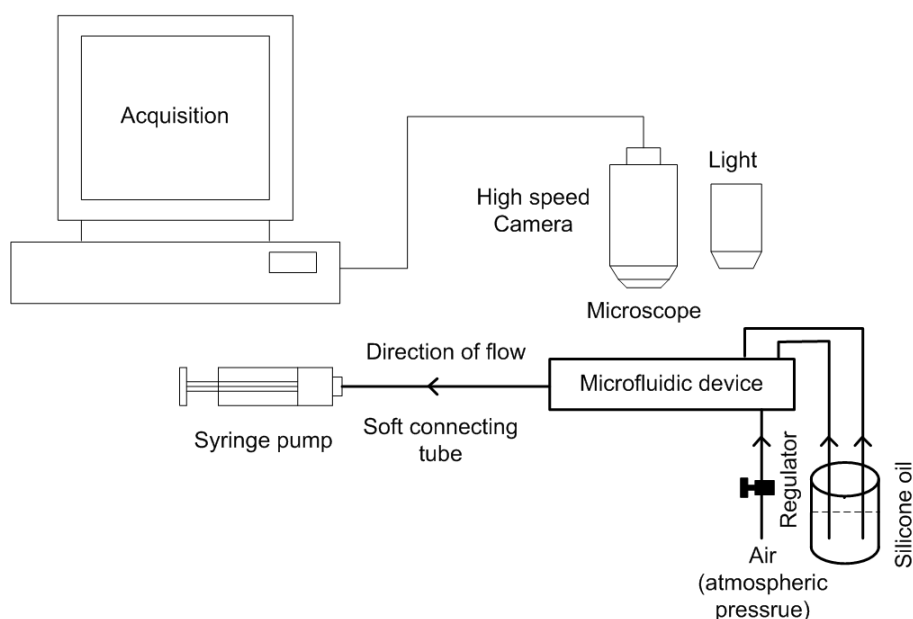 Acquisition
Light
High speed
Camera
Microscope
Direction of flow
Microfluidic device
Syringe pump
Soft connecting
tube
Regulator
Silicone oil
Air
(atmospheric
pressrue)